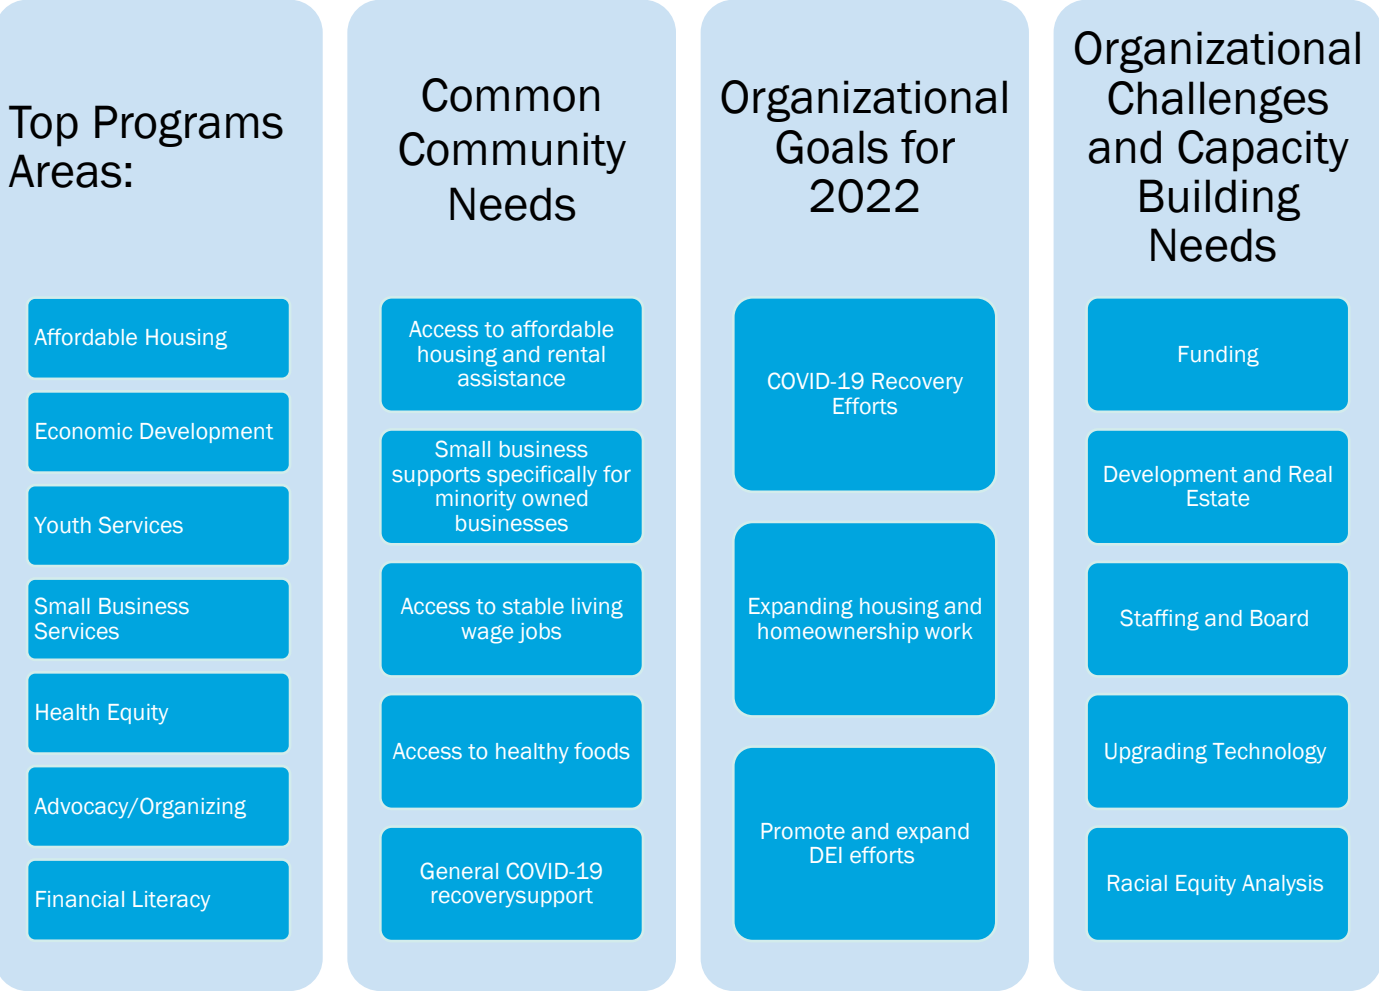 Top Programs
Areas:
Affordable Housing
Economic Development
Youth Services
Small Business
Services
Health Equity
Advocacy/Organizing
Financial Literacy
Common
Community
Needs
Access to affordable
housing and rental
assistance
Small business
supports specifically for
minority owned
businesses
Access to stable living
wage jobs
Access to healthy foods
General COVID-19
recoverysupport
Organizational
Goals for
2022
COVID-19 Recovery
Efforts
Expanding housing and
homeownership work
Promote and expand
DEI efforts
Organizational
Challenges
and Capacity
Building
Needs
Funding
Development and Real
Estate
Staffing and Board
Upgrading Technology
Racial Equity Analysis